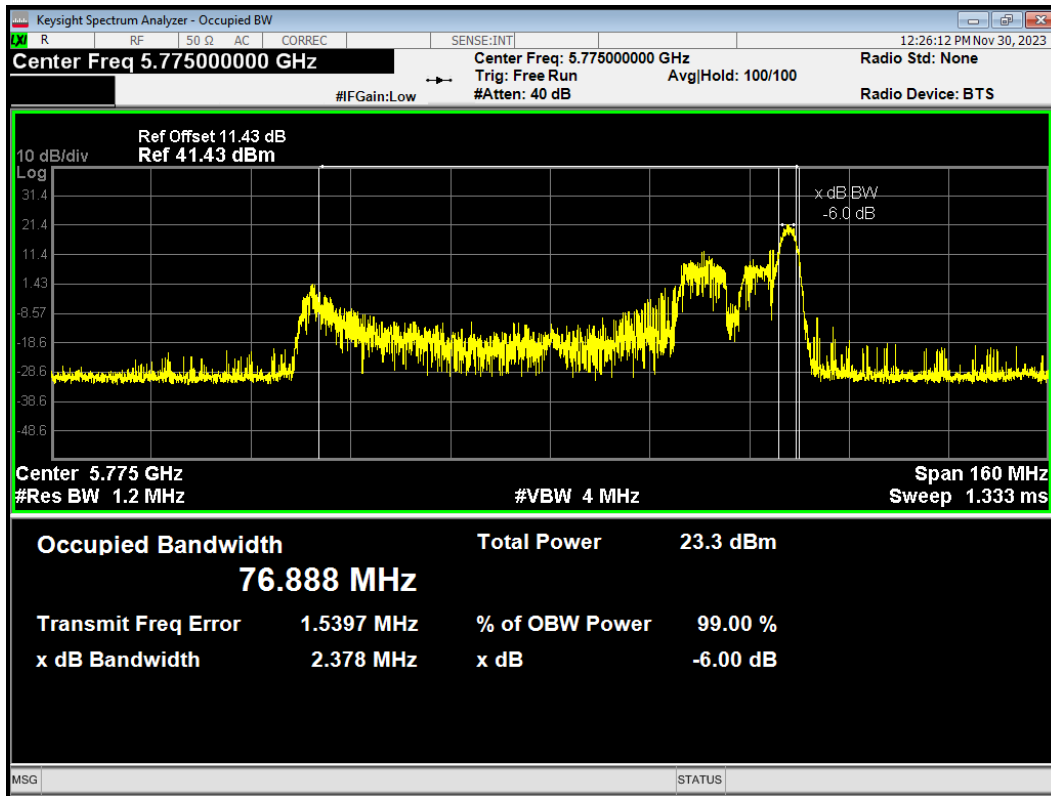 Keysight Spectrum Analyzer - Occupied BW
LXI R RF 50 Ω AC CORREC SENSE:INT 12:26:12 PM Nov 30, 2023
Center Freq 5.775000000 GHz Center Freq: 5.775000000 GHz Radio Std: None
Trig: Free Run Avg|Hold: 100/100
#IFGain:Low #Atten: 40 dB Radio Device: BTS
Ref Offset 11.43 dB
10 dB/div Ref 41.43 dBm
Log
31.4
x dB BW
-6.0 dB
21.4
11.4
1.43
-8.57
-18.6
-28.6
-38.6
-48.6
Center 5.775 GHz Span 160 MHz
#Res BW 1.2 MHz #VBW 4 MHz Sweep 1.333 ms
Occupied Bandwidth Total Power 23.3 dBm
76.888 MHz
Transmit Freq Error 1.5397 MHz % of OBW Power 99.00 %
x dB Bandwidth 2.378 MHz x dB -6.00 dB
MSG STATUS